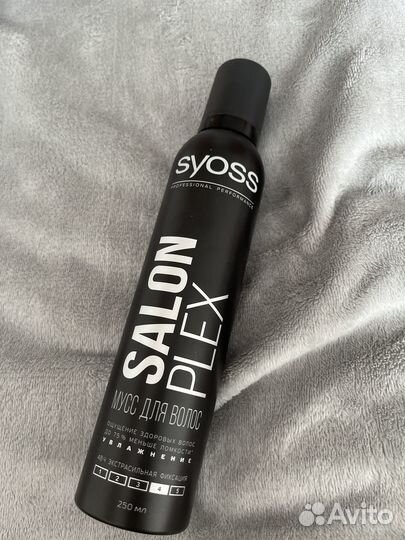 syoss
PROFESSIONAL PERFORMANCE
SALON
PLEX
МУСС ДЛЯ ВОЛОС
ОЩУЩЕНИЕ ЗДОРОВЫХ ВОЛОС
ДО 75% МЕНЬШЕ ЛОМКОСТИ*
УВЛАЖНЕНИЕ
48Ч ЭКСТРАСИЛЬНАЯ ФИКСАЦИЯ
1 2 3 4 5
250 МЛ
Avito